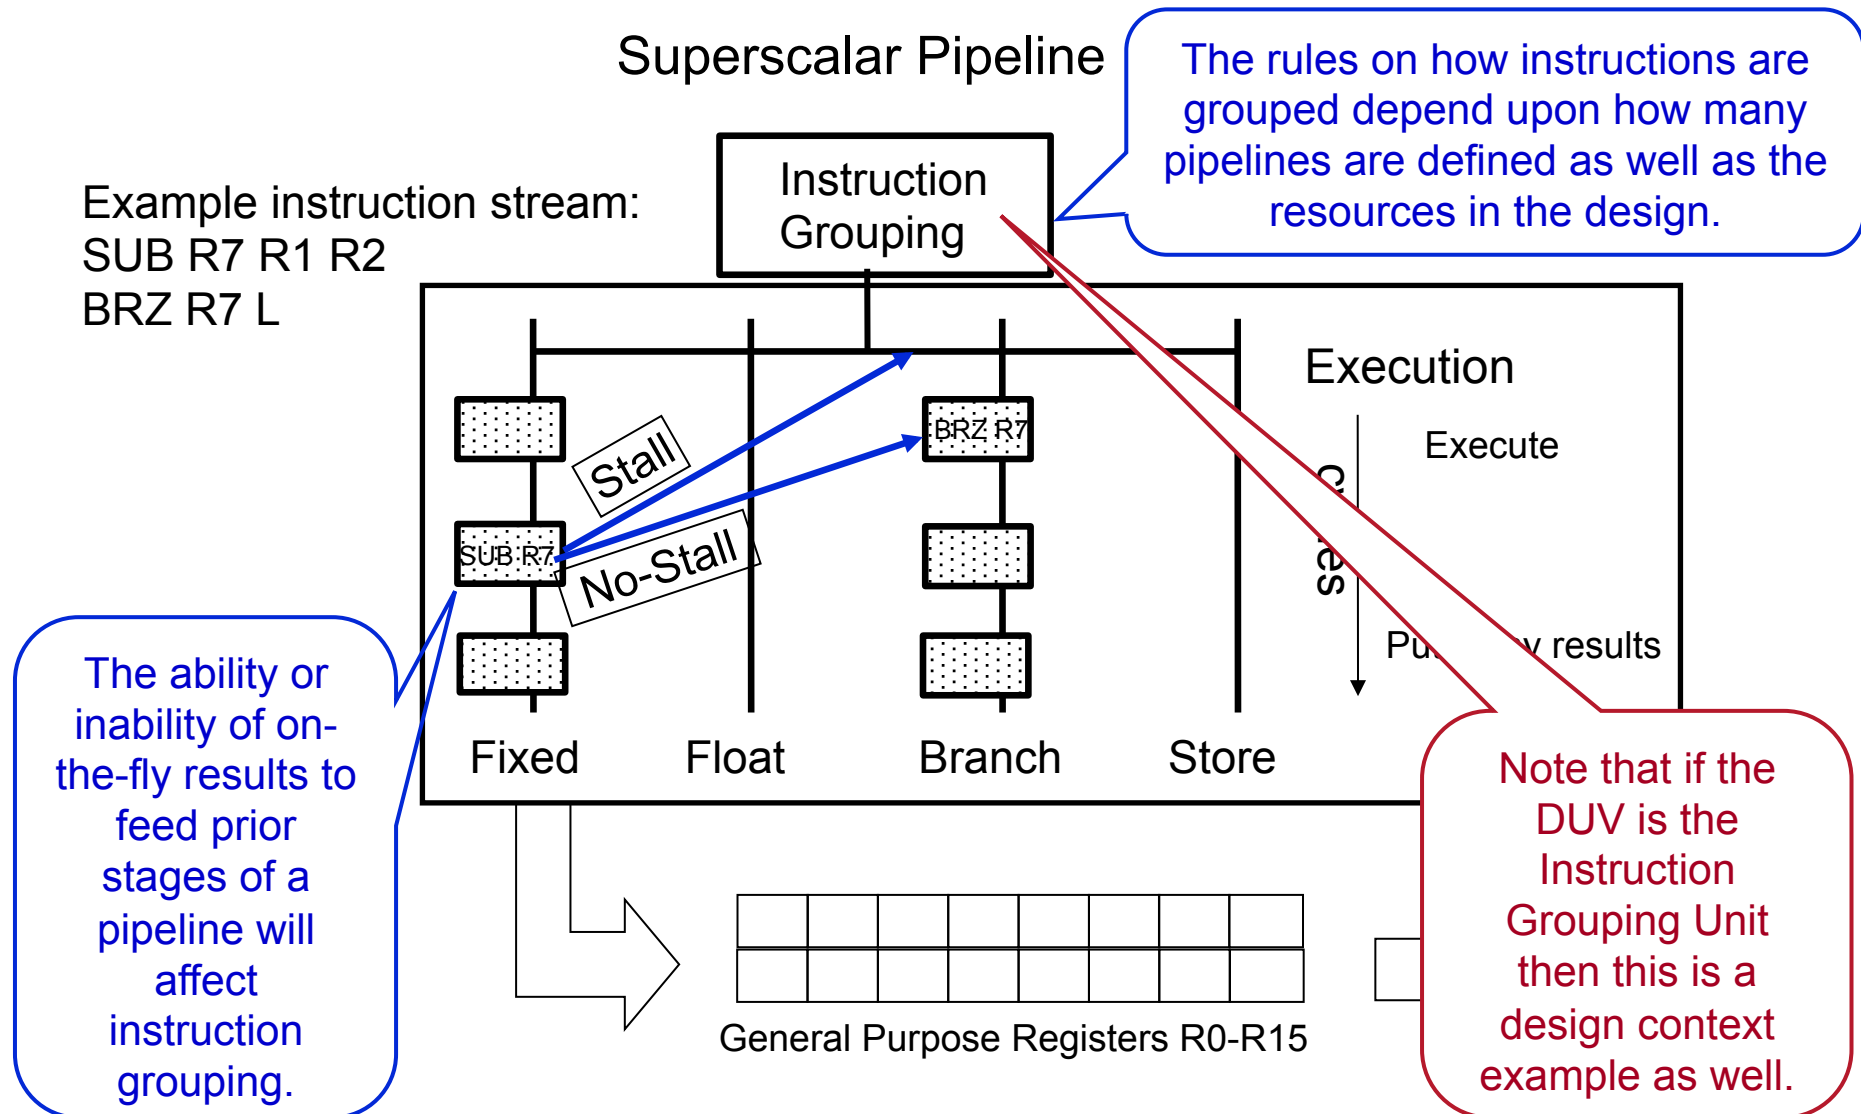 Superscalar Pipeline
The rules on how instructions are
grouped depend upon how many
pipelines are defined as well as the
resources in the design.
Instruction
Grouping
Example instruction stream:
SUB R7 R1 R2
BRZ R7 L
Execution
Stall
BRZ R7
Execute
SUB R7
No-Stall
results
Fixed
Float
Branch
Store
The ability or
inability of on-
the-fly results to
feed prior
stages of a
pipeline will
affect
instruction
grouping.
Note that if the
DUV is the
Instruction
Grouping Unit
then this is a
design context
example as well.
General Purpose Registers R0-R15